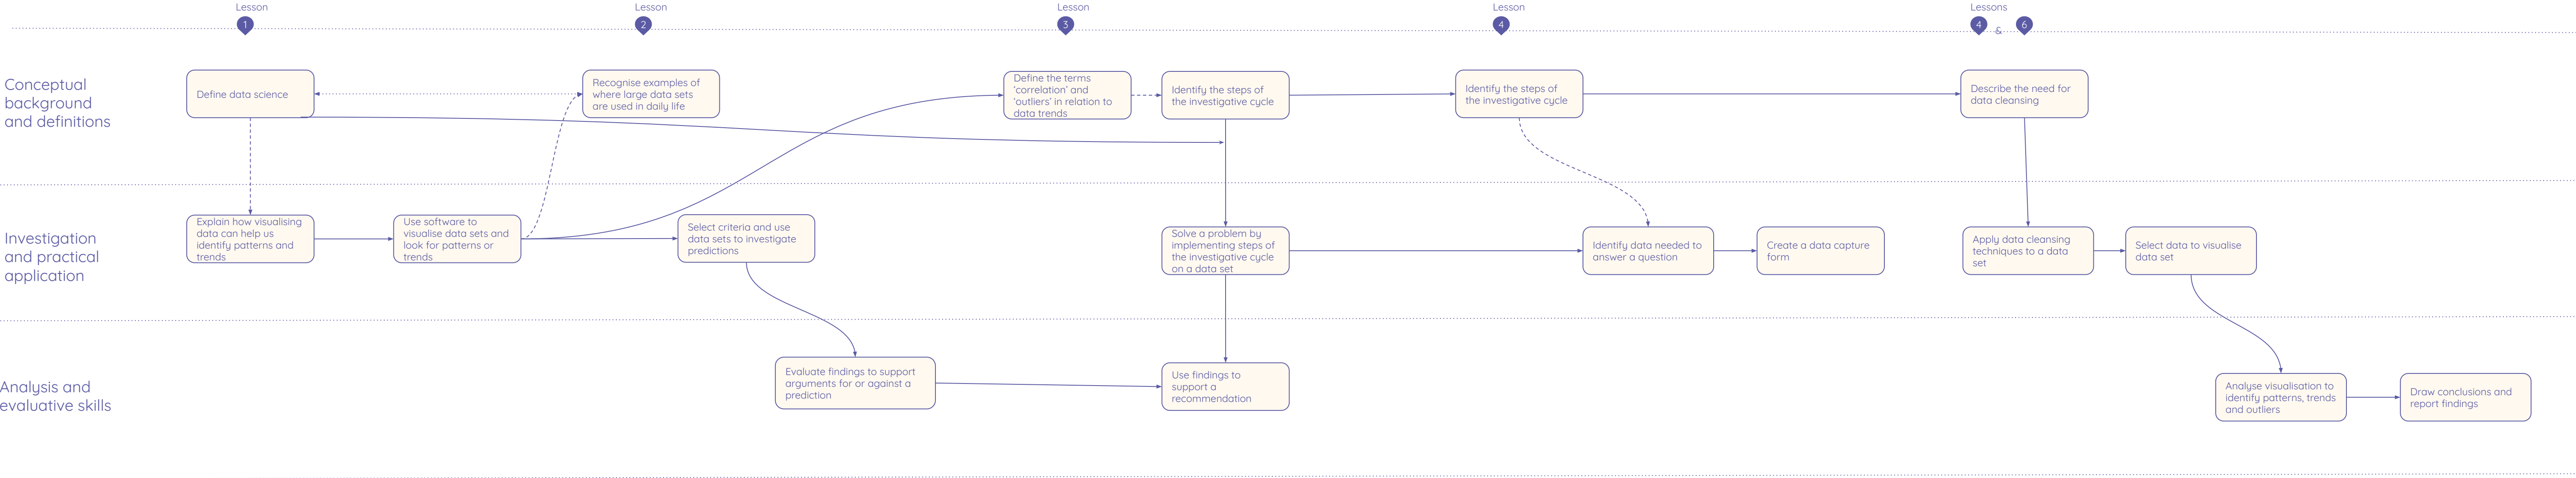 Lesson
1
Lesson
2
Lesson
3
Lesson
4
Lessons
4
&
6
Conceptual
background
and definitions
Define data science
Recognise examples of
where large data sets
are used in daily life
Define the terms
‘correlation’ and
‘outliers’ in relation to
data trends
Identify the steps of
the investigative cycle
Identify the steps of
the investigative cycle
Describe the need for
data cleansing
Investigation
and practical
application
Explain how visualising
data can help us
identify patterns and
trends
Use software to
visualise data sets and
look for patterns or
trends
Select criteria and use
data sets to investigate
predictions
Solve a problem by
implementing steps of
the investigative cycle
on a data set
Identify data needed to
answer a question
Create a data capture
form
Apply data cleansing
techniques to a data
set
Select data to visualise
data set
Analysis and
evaluative skills
Evaluate findings to support
arguments for or against a
prediction
Use findings to
support a
recommendation
Analyse visualisation to
identify patterns, trends
and outliers
Draw conclusions and
report findings